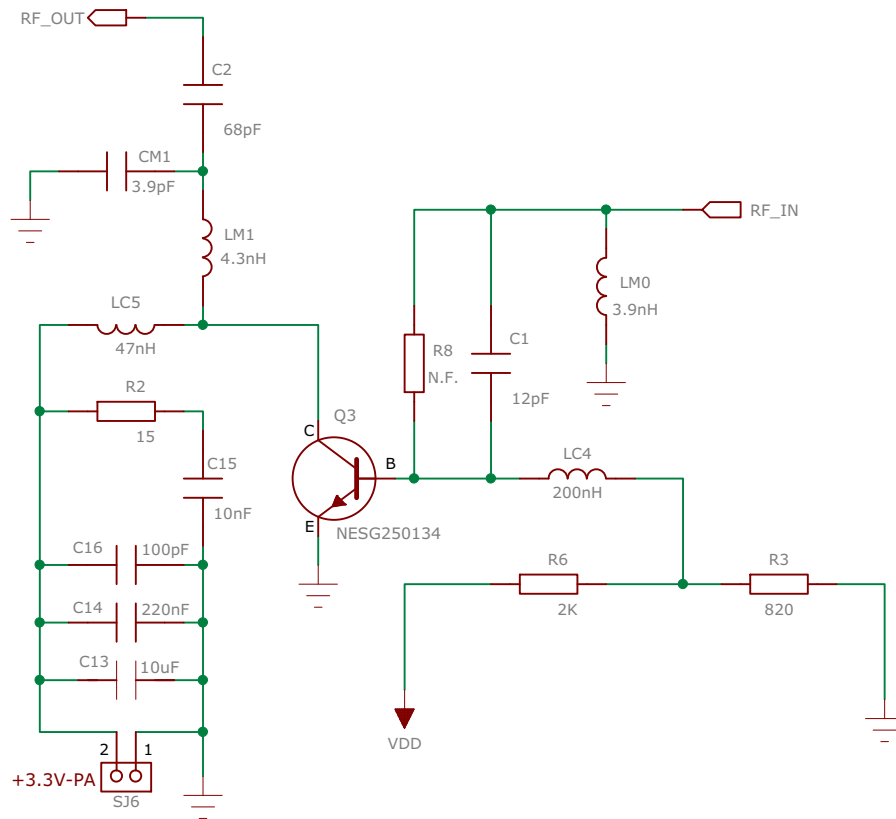 RF_OUT
C2
68pF
CM1
3.9pF
LM1
4.3nH
RF_IN
LM0
3.9nH
LC5
47nH
R8
N.F.
C1
12pF
R2
15
C15
10nF
Q3
C
B
E
NESG250134
LC4
200nH
C16
100pF
C14
220nF
C13
10uF
R6
2K
R3
820
VDD
2
1
+3.3V-PA
SJ6